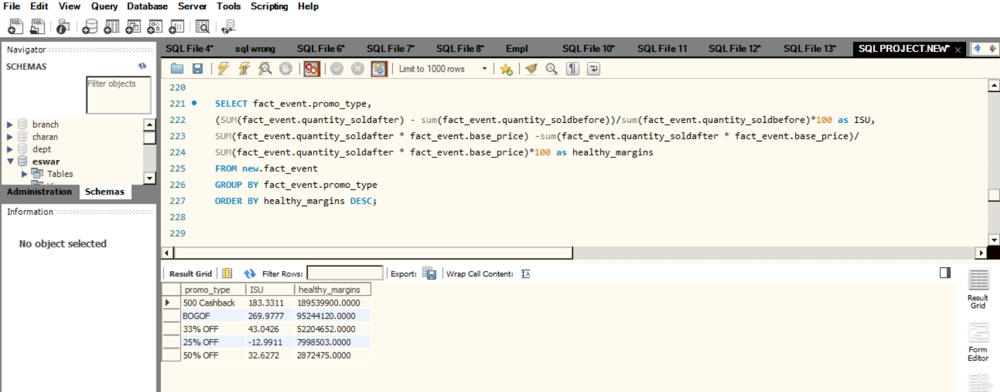 File Edit View Query Database Server Tools Scripting Help
SQL SQL
Navigator
SCHEMAS
Filter objects
branch
charan
dept
eswar
Tables
Administration Schemas
Information
No object selected
SQL File 4* sql wrong SQL File 6* SQL File 7* SQL File 8* Empl SQL File 10* SQL File 11 SQL File 12* SQL File 13* SQL PROJECT.NEW*
Limit to 1000 rows
220
221 SELECT fact_event.promo_type,
222 (SUM(fact_event.quantity_soldafter) - sum(fact_event.quantity_soldbefore))/sum(fact_event.quantity_soldbefore)*100 as ISU,
223 SUM(fact_event.quantity_soldafter * fact_event.base_price) -sum(fact_event.quantity_soldafter * fact_event.base_price)/
224 SUM(fact_event.quantity_soldafter * fact_event.base_price)*100 as healthy_margins
225 FROM new.fact_event
226 GROUP BY fact_event.promo_type
227 ORDER BY healthy_margins DESC;
228
229
Result Grid Filter Rows: Export: Wrap Cell Content:
promo_type ISU healthy_margins
500 Cashback 183.3311 189539900.0000
BOGOF 269.9777 95244120.0000
33% OFF 43.0426 52204652.0000
25% OFF -12.9911 7998503.0000
50% OFF 32.6272 2872475.0000
Result
Grid
Form
Editor